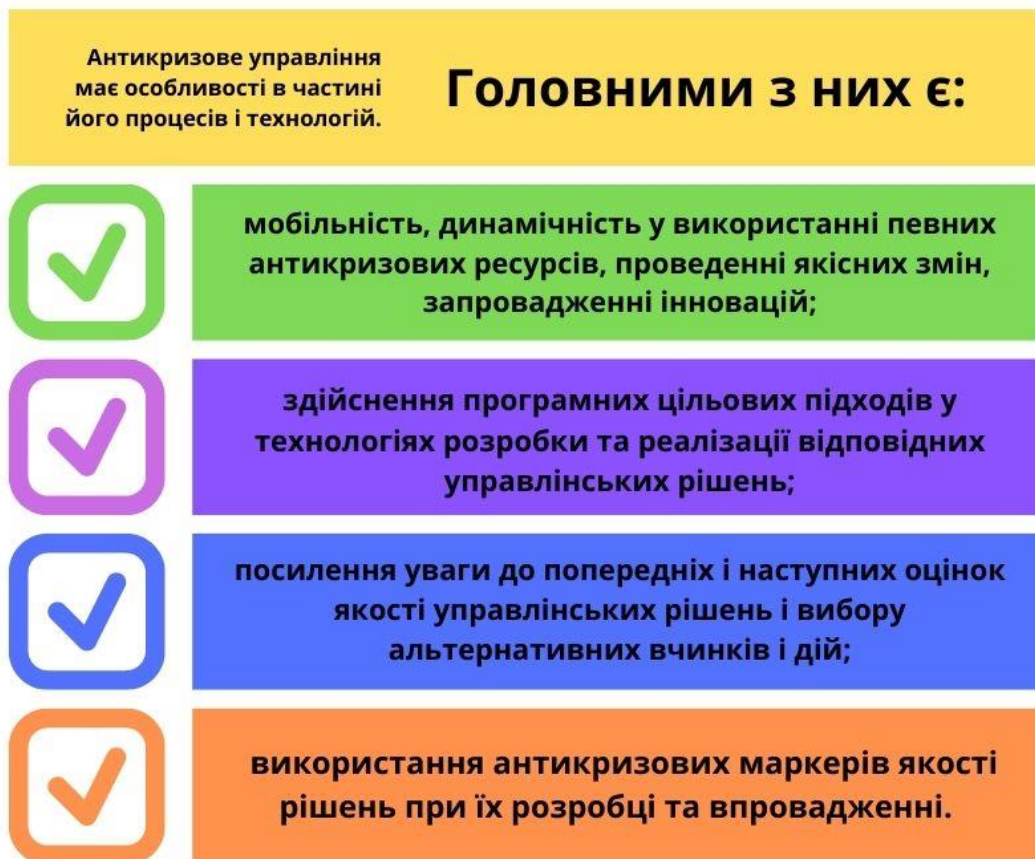 Антикризове управління
має особливості в частині
його процесів і технологій.
Головними з них є:
мобільність, динамічність у використанні певних
антикризових ресурсів, проведенні якісних змін,
запровадженні інновацій;
здійснення програмних цільових підходів у
технологіях розробки та реалізації відповідних
управлінських рішень;
посилення уваги до попередніх і наступних оцінок
якості управлінських рішень і вибору
альтернативних вчинків і дій;
використання антикризових маркерів якості
рішень при їх розробці та впровадженні.